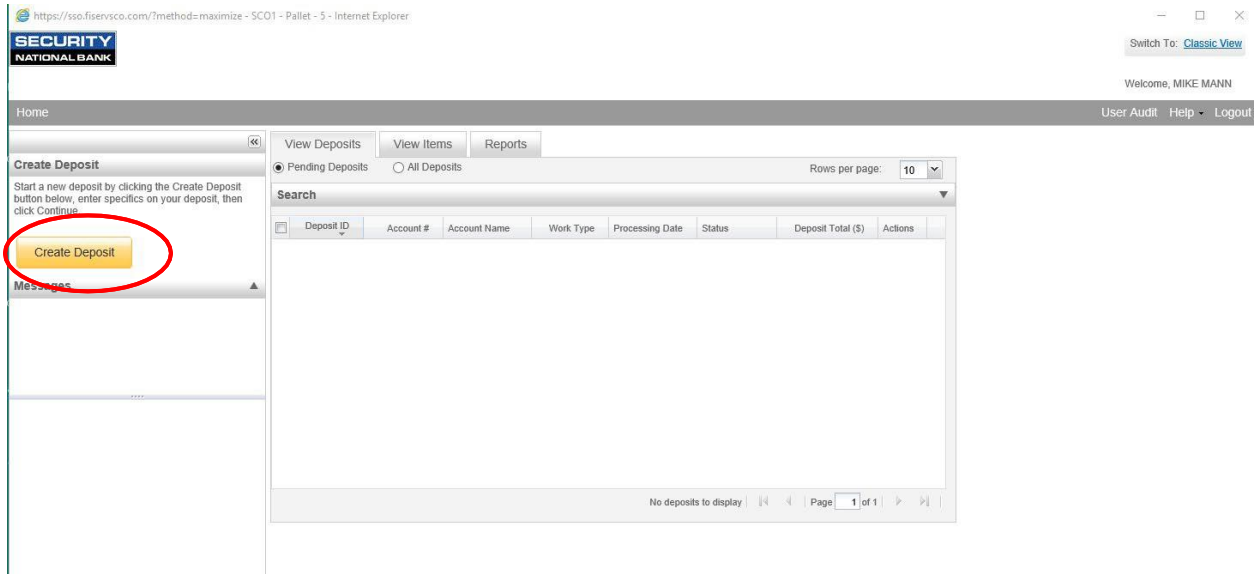 https://sso.fiservsco.com/?method=maximize - SCO1 - Pallet - 5 - Internet Explorer
SECURITY
NATIONAL BANK
Switch To: Classic View
Welcome, MIKE MANN
Home
User Audit Help Logout
View Deposits View Items Reports
Create Deposit
Pending Deposits All Deposits Rows per page: 10
Start a new deposit by clicking the Create Deposit
button below, enter specifics on your deposit, then
click Continue
Search
Deposit ID Account # Account Name Work Type Processing Date Status Deposit Total ($) Actions
Create Deposit
Messages
No deposits to display Page 1 of 1